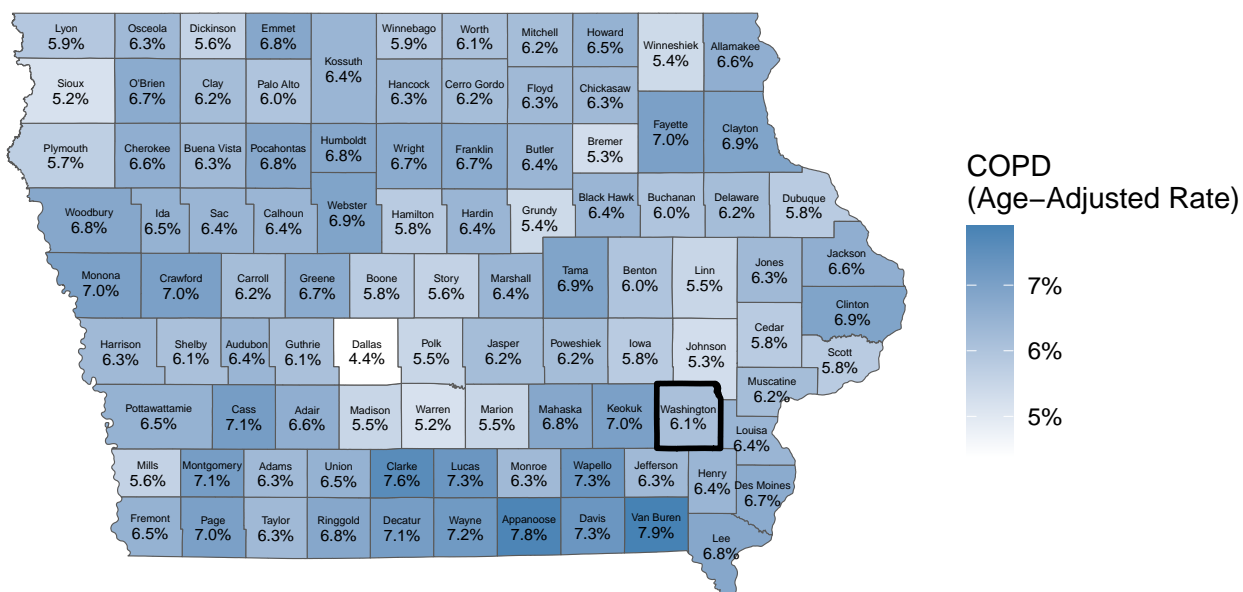 Lyon
5.9%
Osceola
6.3%
Dickinson
5.6%
Emmet
6.8%
Kossuth
6.4%
Winnebago
5.9%
Worth
6.1%
Mitchell
6.2%
Howard
6.5%
Winneshiek
5.4%
Allamakee
6.6%
Sioux
5.2%
O'Brien
6.7%
Clay
6.2%
Palo Alto
6.0%
Hancock
6.3%
Cerro Gordo
6.2%
Floyd
6.3%
Chickasaw
6.3%
Fayette
7.0%
Clayton
6.9%
Plymouth
5.7%
Cherokee
6.6%
Buena Vista
6.3%
Pocahontas
6.8%
Humboldt
6.8%
Wright
6.7%
Franklin
6.7%
Butler
6.4%
Bremer
5.3%
Woodbury
6.8%
Ida
6.5%
Sac
6.4%
Calhoun
6.4%
Webster
6.9%
Hamilton
5.8%
Hardin
6.4%
Grundy
5.4%
Black Hawk
6.4%
Buchanan
6.0%
Delaware
6.2%
Dubuque
5.8%
Monona
7.0%
Crawford
7.0%
Carroll
6.2%
Greene
6.7%
Boone
5.8%
Story
5.6%
Marshall
6.4%
Tama
6.9%
Benton
6.0%
Linn
5.5%
Jones
6.3%
Jackson
6.6%
Clinton
6.9%
Harrison
6.3%
Shelby
6.1%
Audubon
6.4%
Guthrie
6.1%
Dallas
4.4%
Polk
5.5%
Jasper
6.2%
Poweshiek
6.2%
Iowa
5.8%
Johnson
5.3%
Cedar
5.8%
Scott
5.8%
Muscatine
6.2%
Pottawattamie
6.5%
Cass
7.1%
Adair
6.6%
Madison
5.5%
Warren
5.2%
Marion
5.5%
Mahaska
6.8%
Keokuk
7.0%
Washington
6.1%
Louisa
6.4%
Mills
5.6%
Montgomery
7.1%
Adams
6.3%
Union
6.5%
Clarke
7.6%
Lucas
7.3%
Monroe
6.3%
Wapello
7.3%
Jefferson
6.3%
Henry
6.4%
Des Moines
6.7%
Fremont
6.5%
Page
7.0%
Taylor
6.3%
Ringgold
6.8%
Decatur
7.1%
Wayne
7.2%
Appanoose
7.8%
Davis
7.3%
Van Buren
7.9%
Lee
6.8%
COPD
(Age−Adjusted Rate)
7%
6%
5%